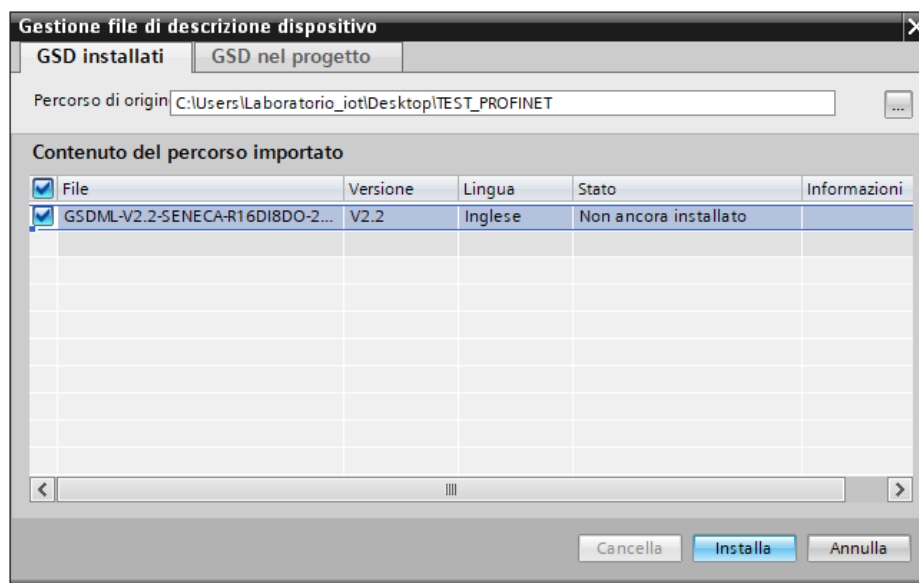 Gestione file di descrizione dispositivo
GSD installati GSD nel progetto
Percorso di origin C:\Users\Laboratorio_iot\Desktop\TEST_PROFINET ...
Contenuto del percorso importato
File Versione Lingua Stato Informazioni
GSDML-V2.2-SENECA-R16DI8DO-2... V2.2 Inglese Non ancora installato
Cancella Installa Annulla